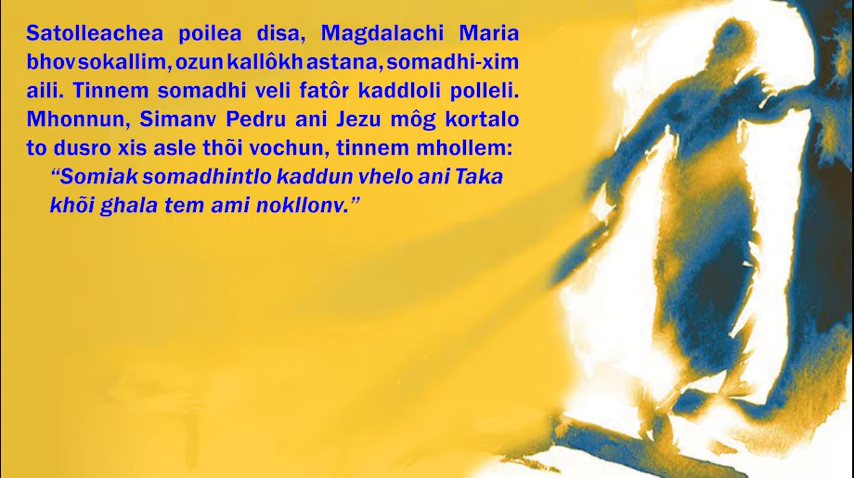 Satolleachea poilea disa, Magdalachi Maria
bhov sokallim, ozun kallôkh astana, somadhi-xim
aili. Tinnem somadhi veli fatôr kaddloli polleli.
Mhonnun, Simanv Pedru ani Jezu môg kortalo
to dusro xis asle thõi vochun, tinnem mhollem:
“Somiak somadhintlo kaddun vhelo ani Taka
khõi ghala tem ami nokllonv.”